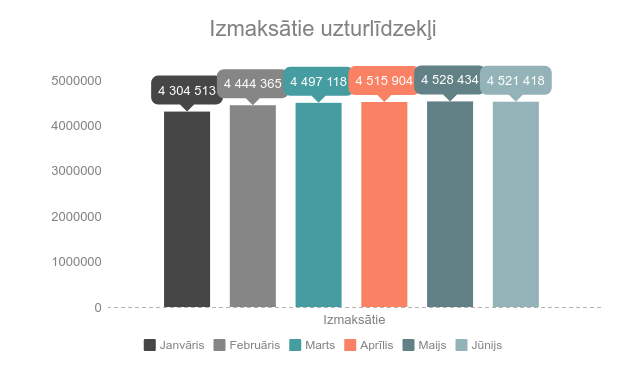 Izmaksātie uzturlīdzekļi
5000000
4000000
3000000
2000000
1000000
0
4 304 513
4 444 365
4 497 118
4 515 904
4 528 434
4 521 418
Izmaksātie
Janvāris Februāris Marts Aprīlis Maijs Jūnijs